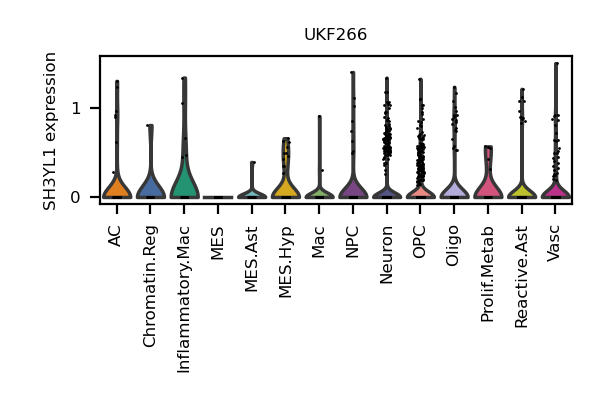 UKF266
SH3YL1 expression
1
0
AC
Chromatin.Reg
Inflammatory.Mac
MES
MES.Ast
MES.Hyp
Mac
NPC
Neuron
OPC
Oligo
Prolif.Metab
Reactive.Ast
Vasc